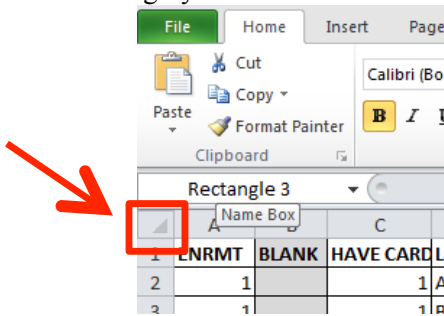 File Home Insert Page
Cut
Calibri (Bo
Copy
Paste
B I U
Format Painter
Clipboard
Rectangle 3
Name Box
A C
1 ENRMT BLANK HAVE CARD L
2 1 1 A
3 1 1 B